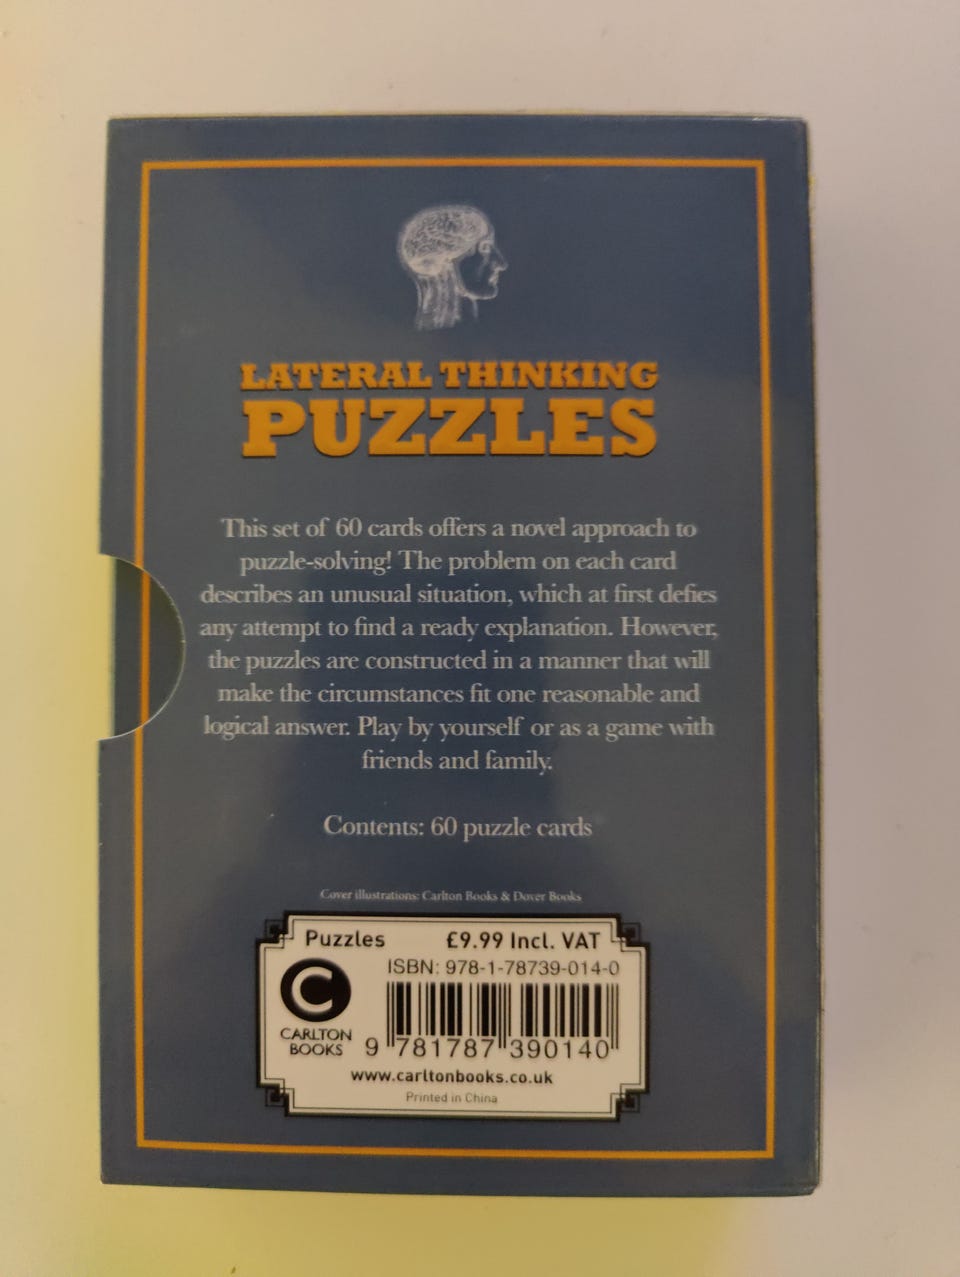 LATERAL THINKING
PUZZLES
This set of 60 cards offers a novel approach to
puzzle-solving! The problem on each card
describes an unusual situation, which at first defies
any attempt to find a ready explanation. However,
the puzzles are constructed in a manner that will
make the circumstances fit one reasonable and
logical answer. Play by yourself or as a game with
friends and family.
Contents: 60 puzzle cards
Cover illustrations: Carlton Books & Dover Books
Puzzles £9.99 Incl. VAT
ISBN: 978-1-78739-014-0
C
CARLTON
BOOKS
9 781787 390140
www.carltonbooks.co.uk
Printed in China